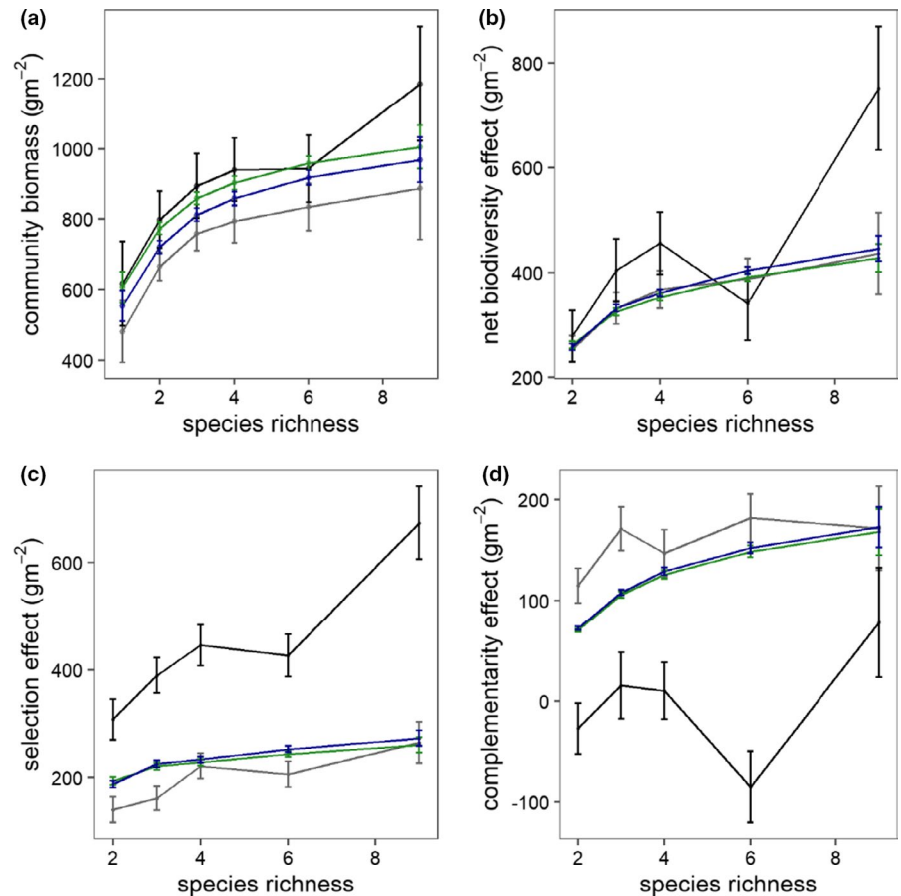 (a)
community biomass (gm⁻²)
1200
1000
800
600
400
2 4 6 8
species richness
(b)
net biodiversity effect (gm⁻²)
800
600
400
200
2 4 6 8
species richness
(c)
selection effect (gm⁻²)
600
400
200
2 4 6 8
species richness
(d)
complementarity effect (gm⁻²)
200
100
0
-100
2 4 6 8
species richness